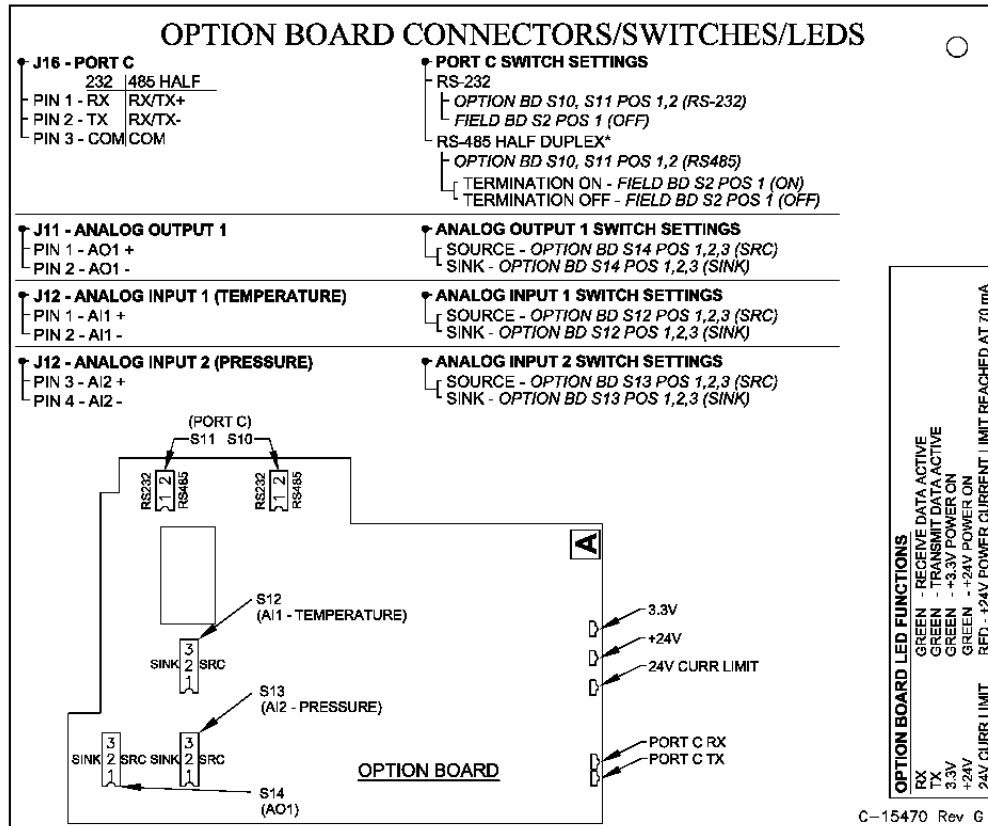 OPTION BOARD CONNECTORS/SWITCHES/LEDS
J16 - PORT C
232 485 HALF
PIN 1 - RX RX/TX+
PIN 2 - TX RX/TX-
PIN 3 - COM COM
PORT C SWITCH SETTINGS
RS-232
OPTION BD S10, S11 POS 1,2 (RS-232)
FIELD BD S2 POS 1 (OFF)
RS-485 HALF DUPLEX*
OPTION BD S10, S11 POS 1,2 (RS485)
TERMINATION ON - FIELD BD S2 POS 1 (ON)
TERMINATION OFF - FIELD BD S2 POS 1 (OFF)
J11 - ANALOG OUTPUT 1
PIN 1 - AO1 +
PIN 2 - AO1 -
ANALOG OUTPUT 1 SWITCH SETTINGS
SOURCE - OPTION BD S14 POS 1,2,3 (SRC)
SINK - OPTION BD S14 POS 1,2,3 (SINK)
J12 - ANALOG INPUT 1 (TEMPERATURE)
PIN 1 - AI1 +
PIN 2 - AI1 -
ANALOG INPUT 1 SWITCH SETTINGS
SOURCE - OPTION BD S12 POS 1,2,3 (SRC)
SINK - OPTION BD S12 POS 1,2,3 (SINK)
J12 - ANALOG INPUT 2 (PRESSURE)
PIN 3 - AI2 +
PIN 4 - AI2 -
ANALOG INPUT 2 SWITCH SETTINGS
SOURCE - OPTION BD S13 POS 1,2,3 (SRC)
SINK - OPTION BD S13 POS 1,2,3 (SINK)
(PORT C)
S11 S10
RS232 1 2 RS485
RS232 1 2 RS485
A
S12
(AI1 - TEMPERATURE)
SINK 3 2 1 SRC
S13
(AI2 - PRESSURE)
SINK 3 2 1 SRC
SINK 3 2 1 SRC
S14
(AO1)
OPTION BOARD
3.3V
+24V
24V CURR LIMIT
PORT C RX
PORT C TX
OPTION BOARD LED FUNCTIONS
RX GREEN - RECEIVE DATA ACTIVE
TX GREEN - TRANSMIT DATA ACTIVE
3.3V GREEN - +3.3V POWER ON
+24V GREEN - +24V POWER ON
24V CURR LIMIT RED - +24V POWER CURRENT LIMIT REACHED AT 70 mA
C-15470 Rev G